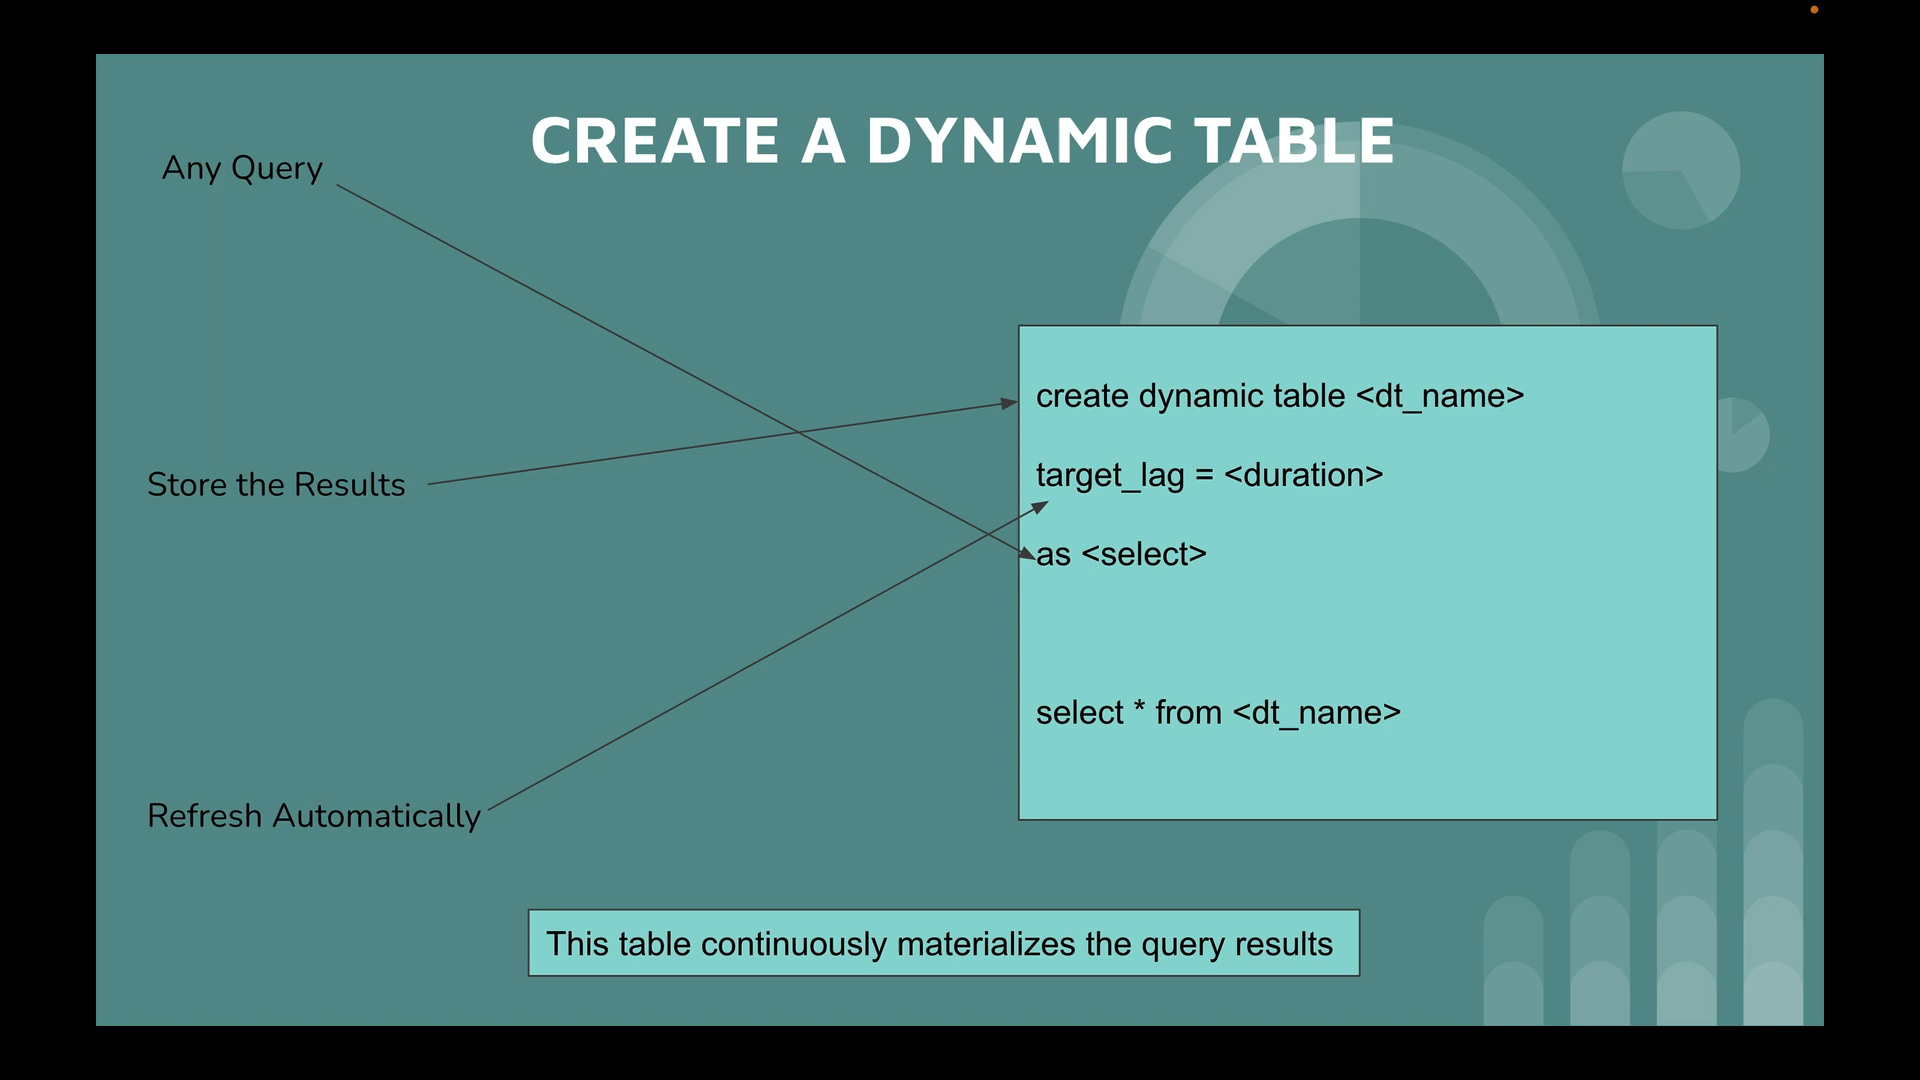 CREATE A DYNAMIC TABLE
Any Query
Store the Results
Refresh Automatically
create dynamic table <dt_name>
target_lag = <duration>
as <select>
select * from <dt_name>
This table continuously materializes the query results